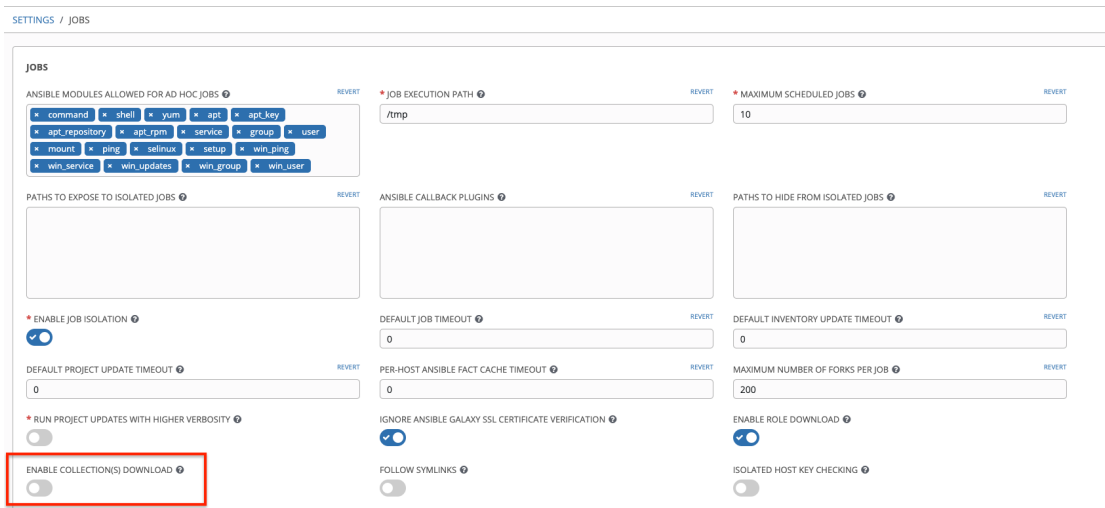 SETTINGS / JOBS
JOBS
ANSIBLE MODULES ALLOWED FOR AD HOC JOBS ? REVERT
× command × shell × yum × apt × apt_key
× apt_repository × apt_rpm × service × group × user
× mount × ping × selinux × setup × win_ping
× win_service × win_updates × win_group × win_user
* JOB EXECUTION PATH ? REVERT
/tmp
* MAXIMUM SCHEDULED JOBS ? REVERT
10
PATHS TO EXPOSE TO ISOLATED JOBS ? REVERT
ANSIBLE CALLBACK PLUGINS ? REVERT
PATHS TO HIDE FROM ISOLATED JOBS ? REVERT
* ENABLE JOB ISOLATION ?
DEFAULT JOB TIMEOUT ? REVERT
0
DEFAULT INVENTORY UPDATE TIMEOUT ? REVERT
0
DEFAULT PROJECT UPDATE TIMEOUT ? REVERT
0
PER-HOST ANSIBLE FACT CACHE TIMEOUT ? REVERT
0
MAXIMUM NUMBER OF FORKS PER JOB ? REVERT
200
* RUN PROJECT UPDATES WITH HIGHER VERBOSITY ?
IGNORE ANSIBLE GALAXY SSL CERTIFICATE VERIFICATION ?
ENABLE ROLE DOWNLOAD ?
ENABLE COLLECTION(S) DOWNLOAD ?
FOLLOW SYMLINKS ?
ISOLATED HOST KEY CHECKING ?